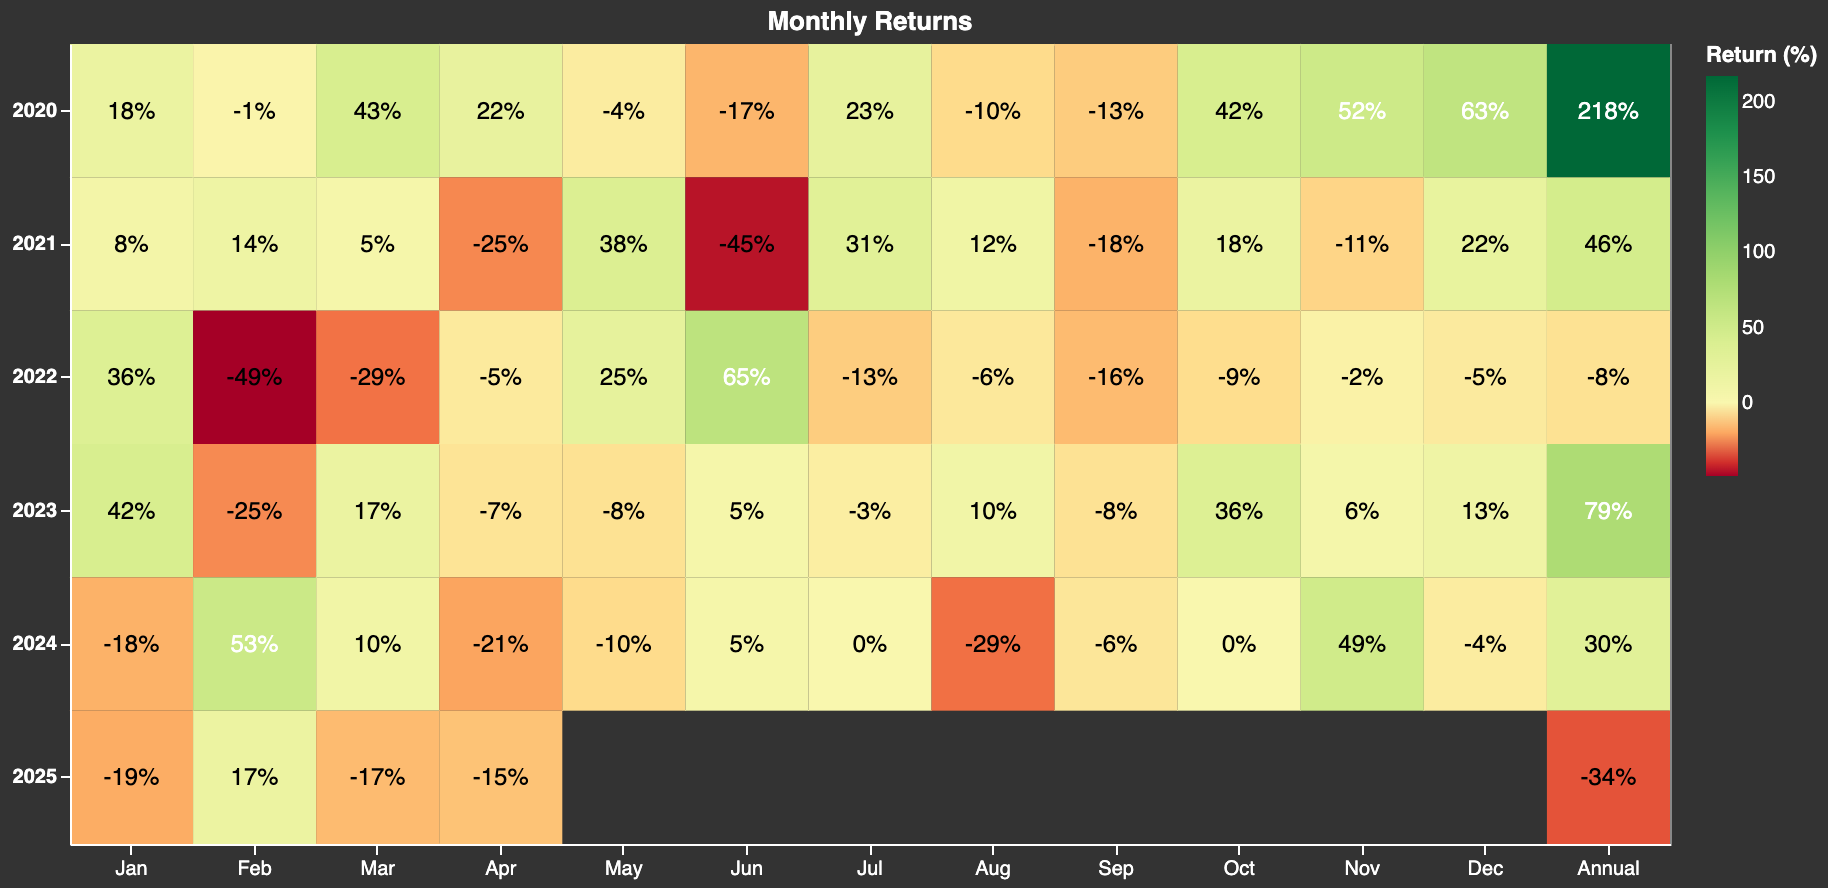 Monthly Returns
Return (%)
2020 18% -1% 43% 22% -4% -17% 23% -10% -13% 42% 52% 63% 218%
2021 8% 14% 5% -25% 38% -45% 31% 12% -18% 18% -11% 22% 46%
2022 36% -49% -29% -5% 25% 65% -13% -6% -16% -9% -2% -5% -8%
2023 42% -25% 17% -7% -8% 5% -3% 10% -8% 36% 6% 13% 79%
2024 -18% 53% 10% -21% -10% 5% 0% -29% -6% 0% 49% -4% 30%
2025 -19% 17% -17% -15% -34%
Jan Feb Mar Apr May Jun Jul Aug Sep Oct Nov Dec Annual
200
150
100
50
0